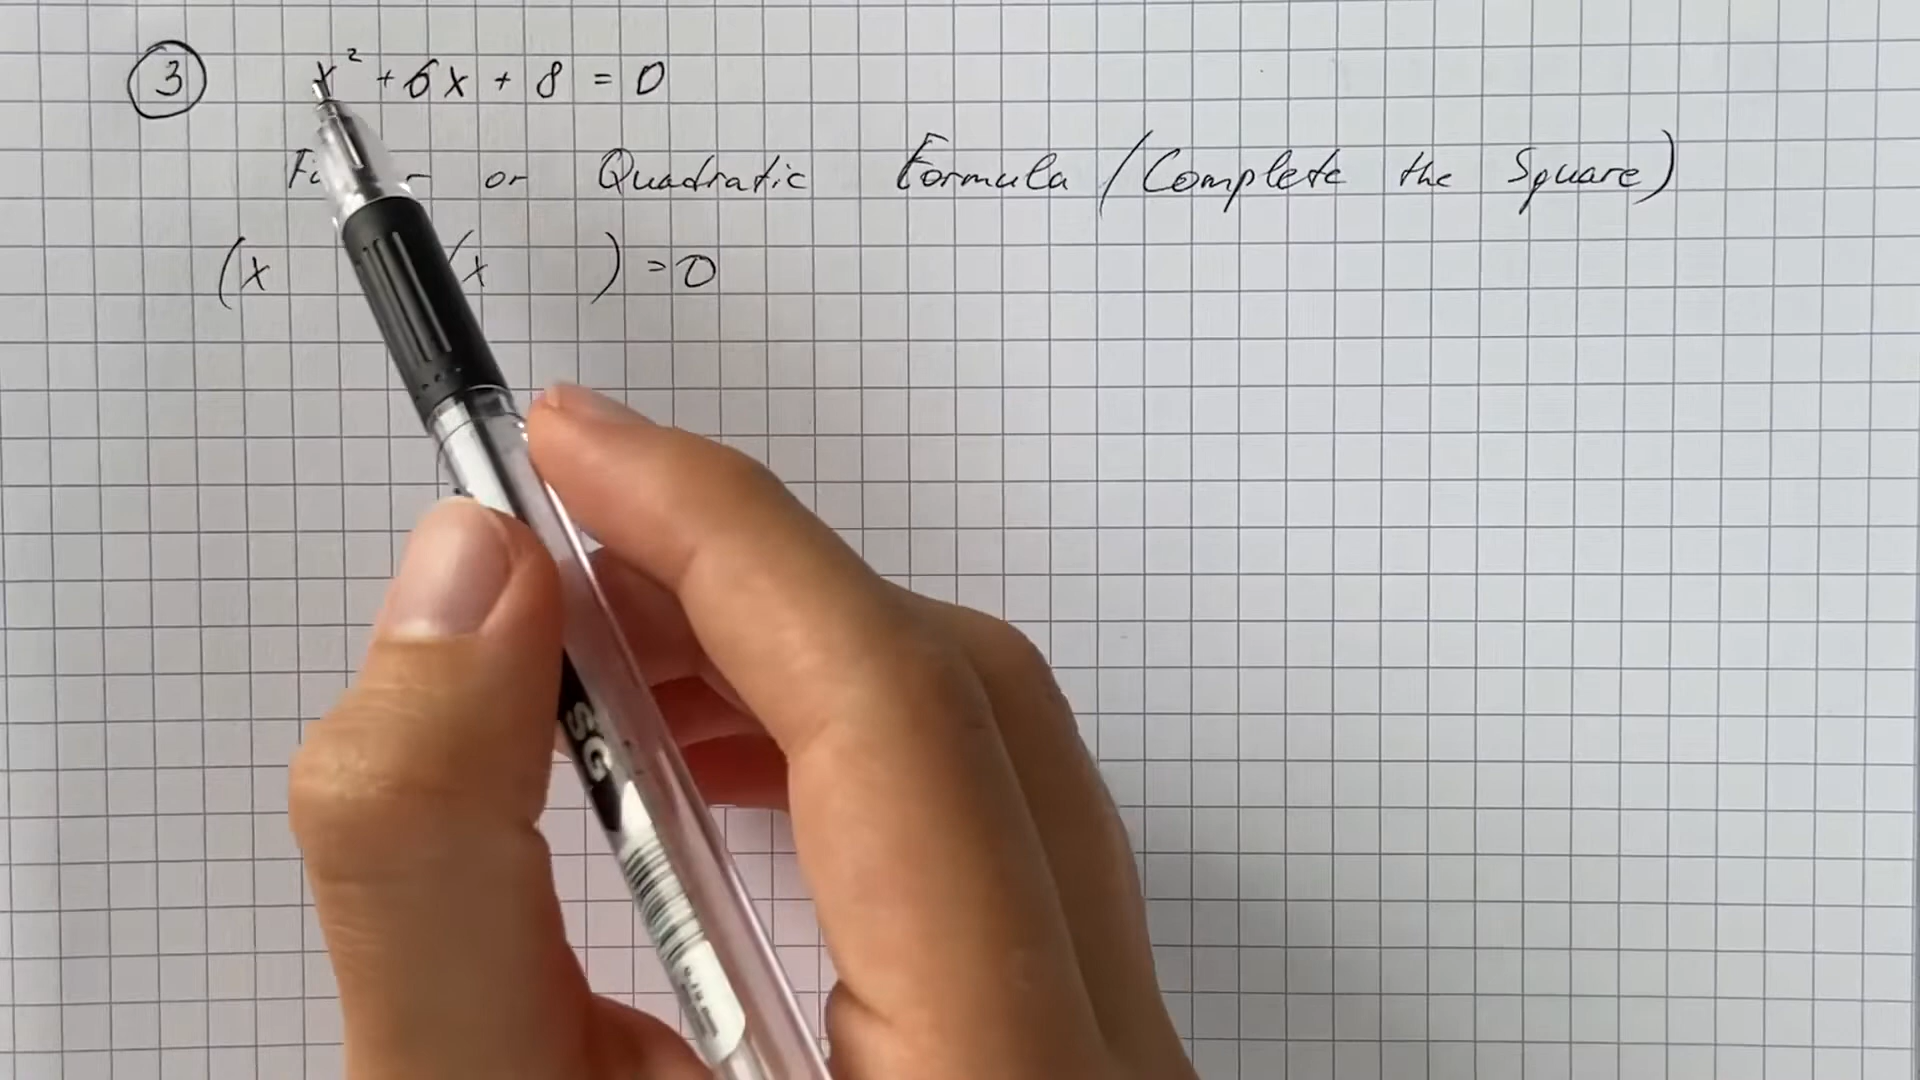 3 x² + 6x + 8 = 0
or Quadratic Formula (Complete the Square)
(x (x ) = 0
SG